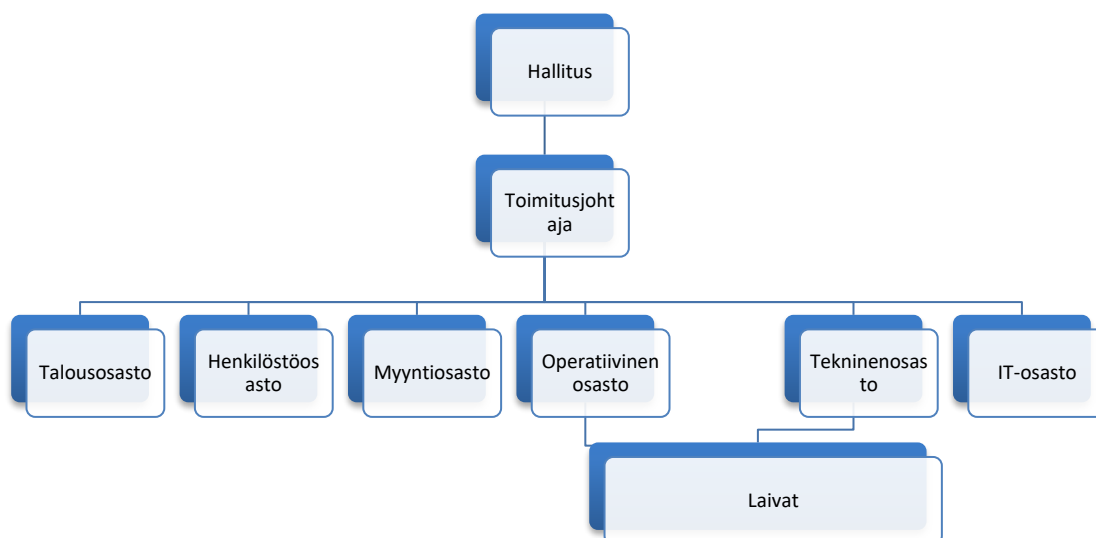 Hallitus
Toimitusjoht
aja
Talousosasto
Henkilöstöos
asto
Myyntiosasto
Operatiivinen
osasto
Tekninenosas
to
IT-osasto
Laivat